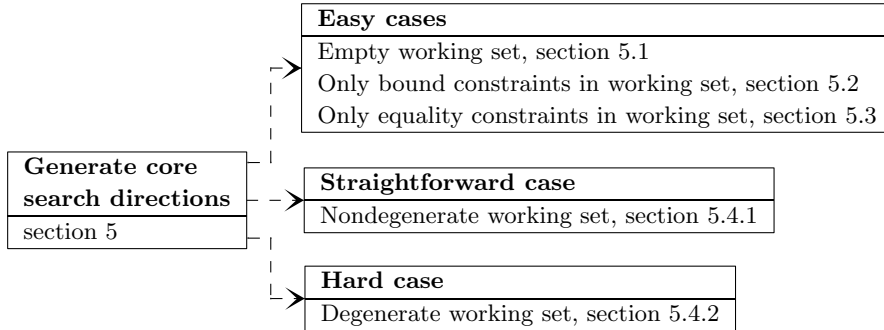 Easy cases
Empty working set, section 5.1
Only bound constraints in working set, section 5.2
Only equality constraints in working set, section 5.3
Generate core
search directions
section 5
Straightforward case
Nondegenerate working set, section 5.4.1
Hard case
Degenerate working set, section 5.4.2